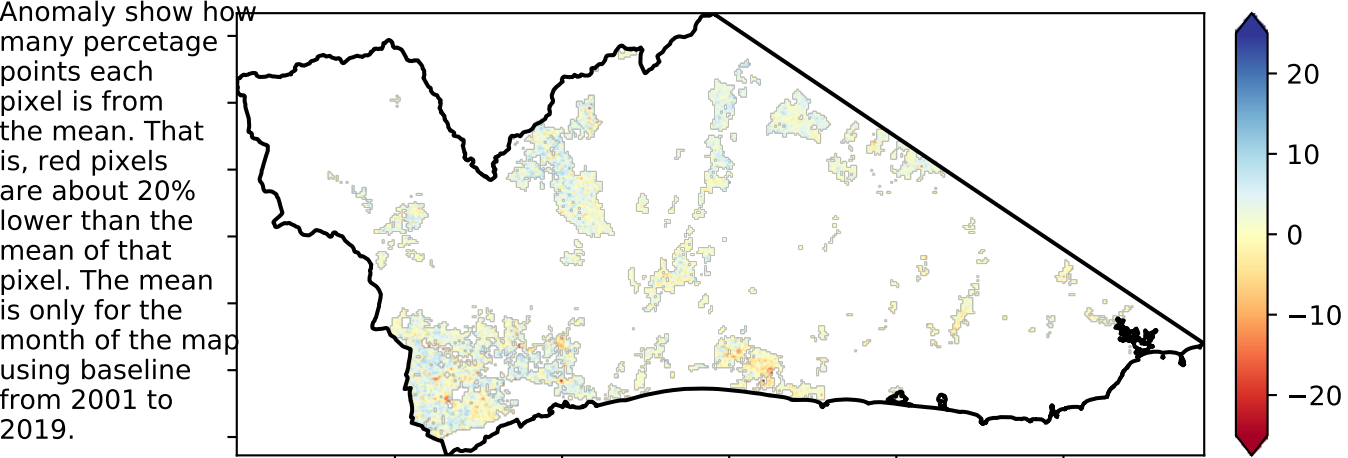 Anomaly show how
many percetage
points each
pixel is from
the mean. That
is, red pixels
are about 20%
lower than the
mean of that
pixel. The mean
is only for the
month of the map
using baseline
from 2001 to
2019.
20
10
0
−10
−20